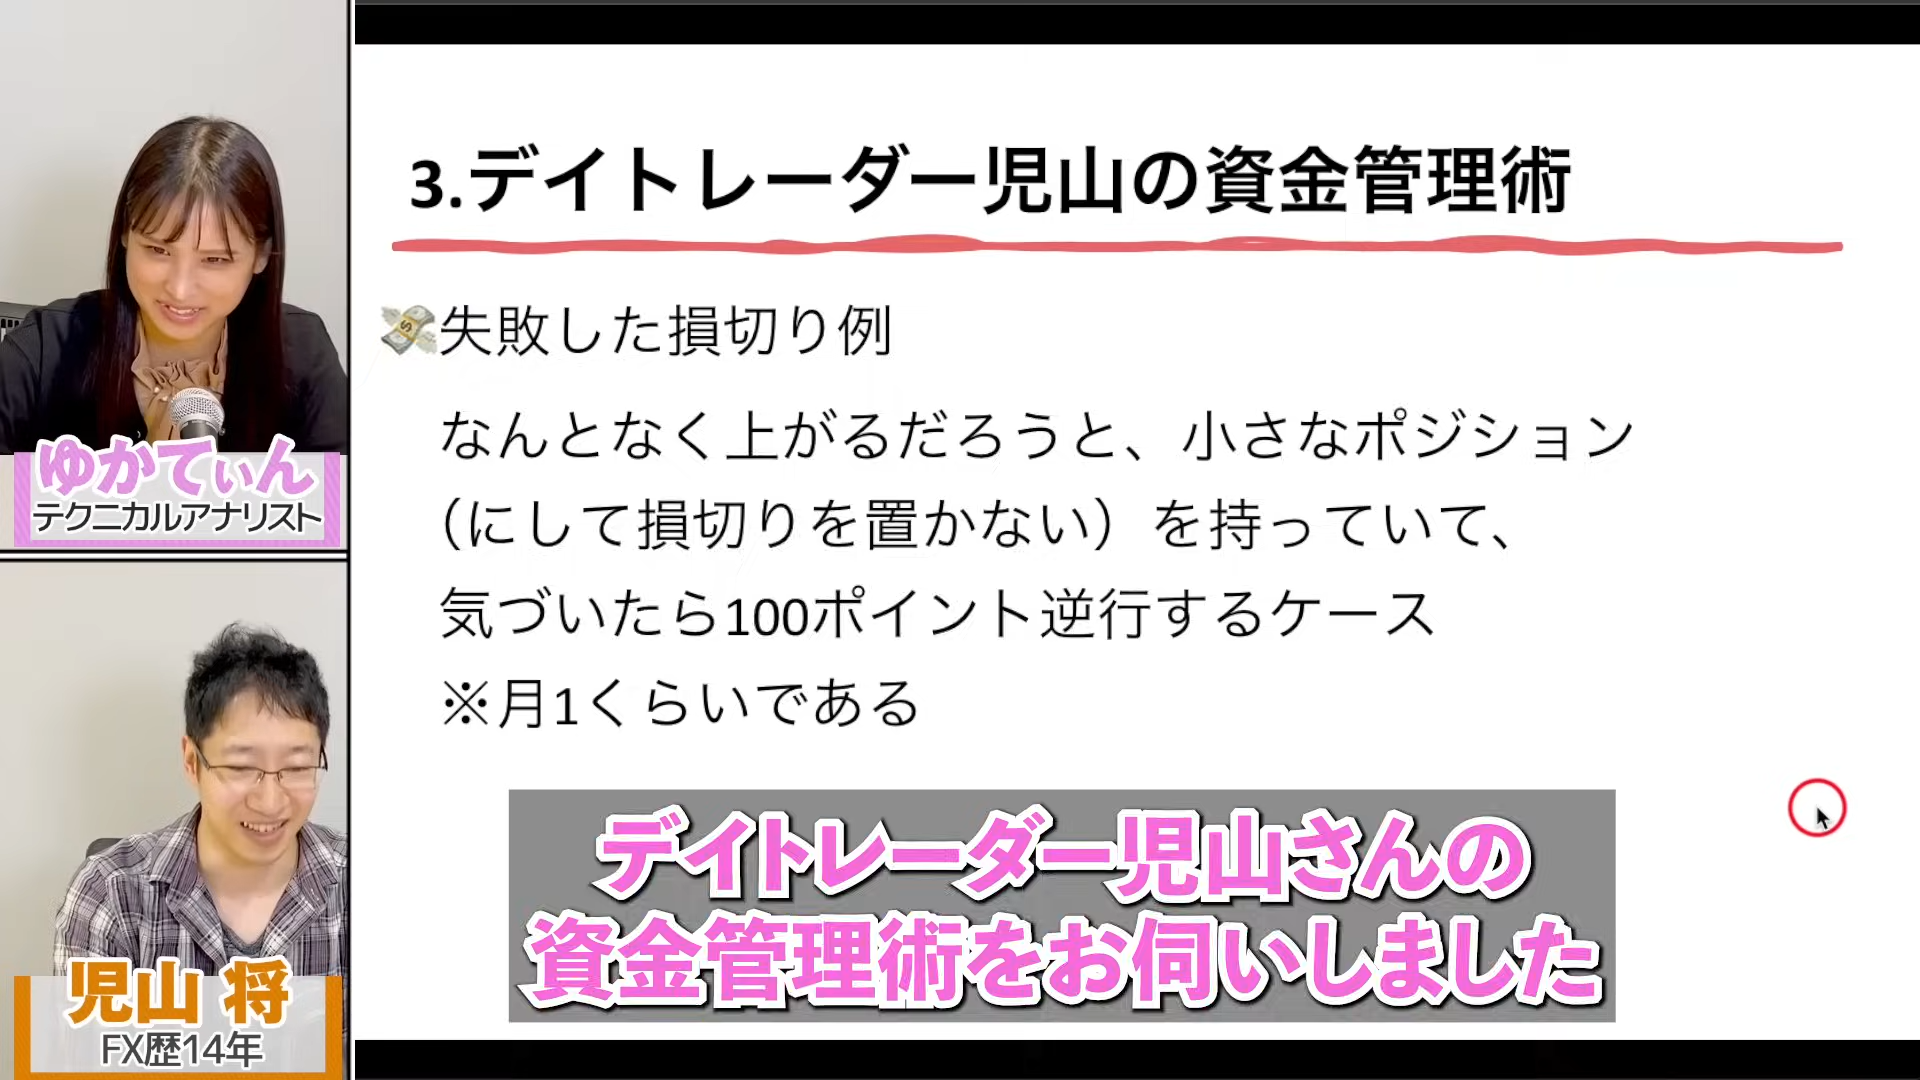 3.デイトレーダー児山の資金管理術
失敗した損切り例
なんとなく上がるだろうと、小さなポジション
（にして損切りを置かない）を持っていて、
気づいたら100ポイント逆行するケース
※月1くらいである
デイトレーダー児山さんの
資金管理術をお伺いしました
ゆかてぃん
テクニカルアナリスト
児山 将
FX歴14年